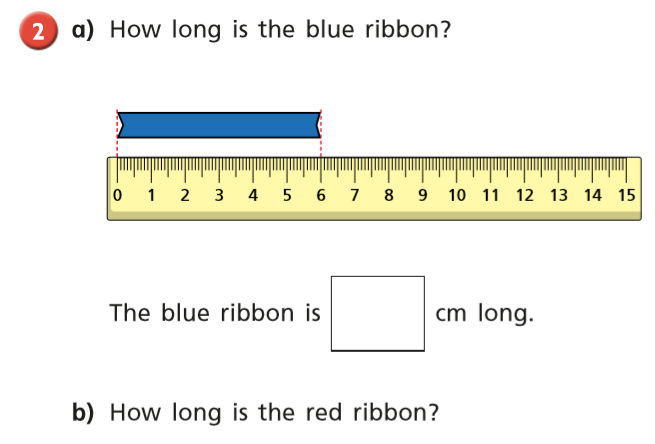 2 a) How long is the blue ribbon?
0 1 2 3 4 5 6 7 8 9 10 11 12 13 14 15
The blue ribbon is cm long.
b) How long is the red ribbon?